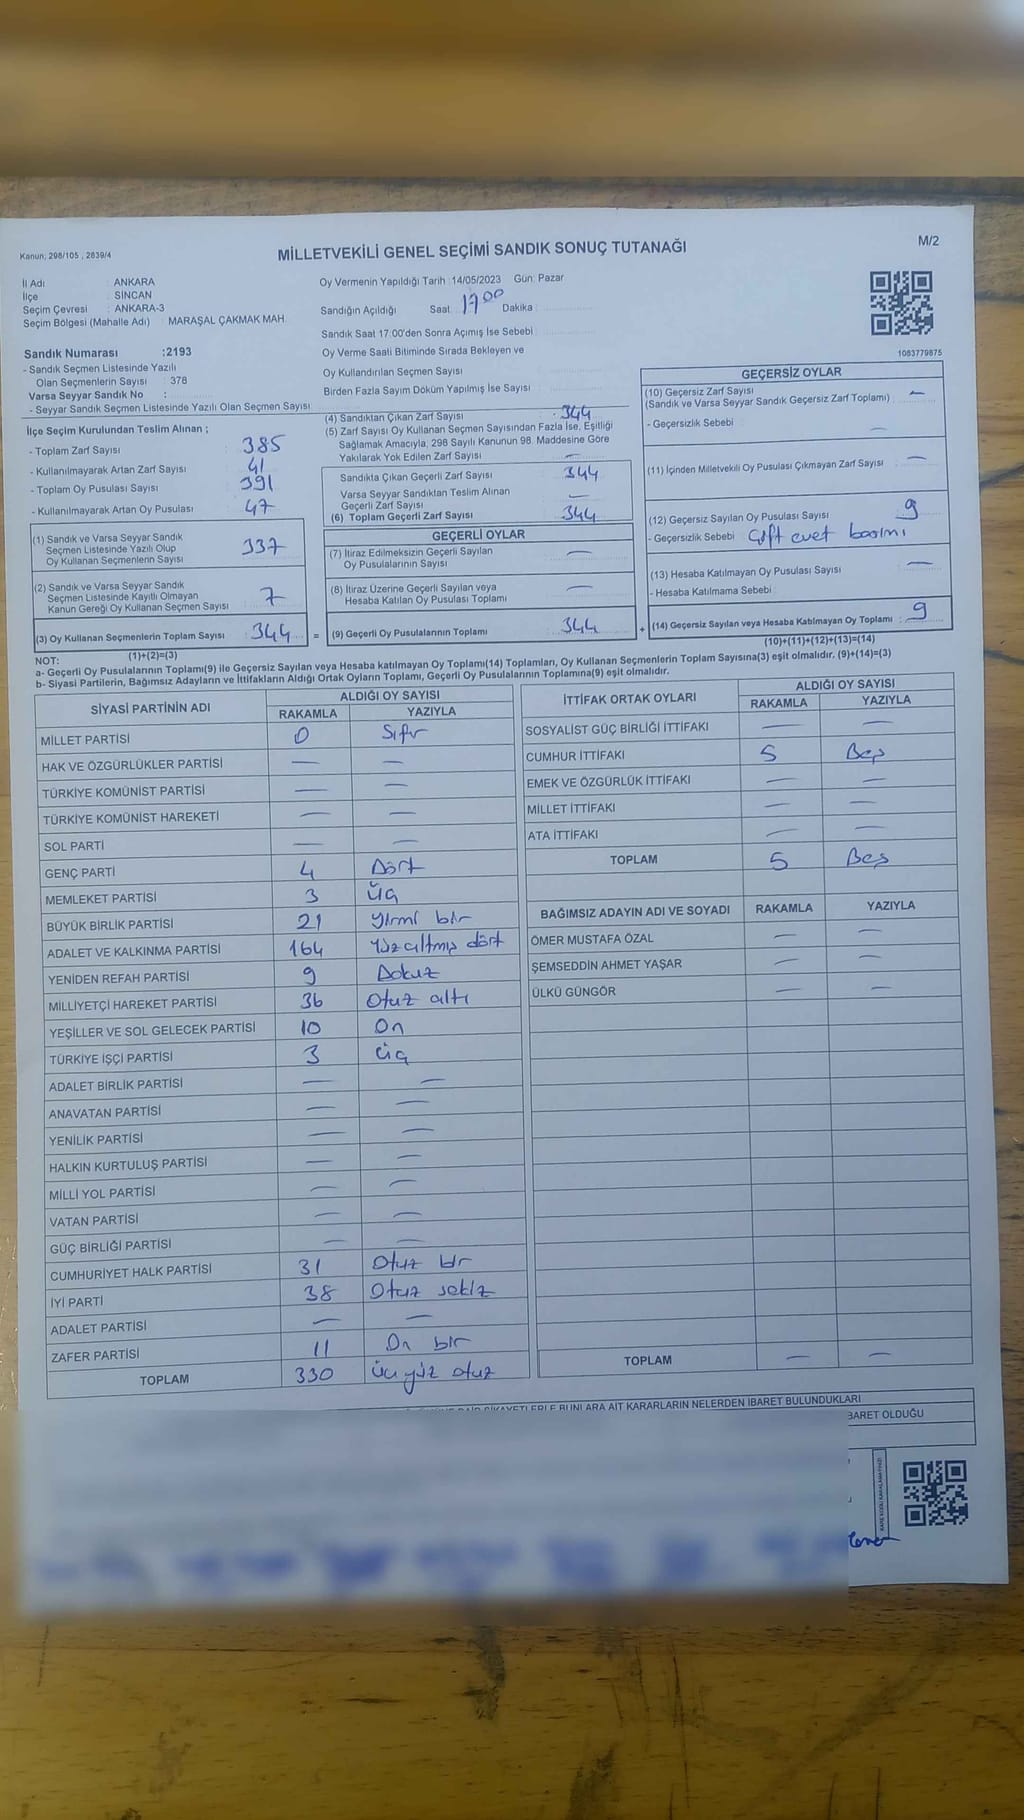 Kanun; 298/105 , 2839/4
MİLLETVEKİLİ GENEL SEÇİMİ SANDIK SONUÇ TUTANAĞI
M/2
İl Adı : ANKARA
İlçe SİNCAN
Seçim Çevresi : ANKARA-3
Seçim Bölgesi (Mahalle Adı) : MARAŞAL ÇAKMAK MAH.
Oy Vermenin Yapıldığı Tarih :14/05/2023 Gün: Pazar
Sandığın Açıldığı Saat 17 00 Dakika
Sandık Saat 17:00'den Sonra Açımış İse Sebebi
Oy Verme Saati Bitiminde Sırada Bekleyen ve
Oy Kullandırılan Seçmen Sayısı
Birden Fazla Sayım Döküm Yapılmış İse Sayısı
1083779875
Sandık Numarası :2193
- Sandık Seçmen Listesinde Yazılı
Olan Seçmenlerin Sayısı : 378
Varsa Seyyar Sandık No :
- Seyyar Sandık Seçmen Listesinde Yazılı Olan Seçmen Sayısı
İlçe Seçim Kurulundan Teslim Alınan ;
- Toplam Zarf Sayısı 385
- Kullanılmayarak Artan Zarf Sayısı 41
- Toplam Oy Pusulası Sayısı 391
- Kullanılmayarak Artan Oy Pusulası 47
(1) Sandık ve Varsa Seyyar Sandık
Seçmen Listesinde Yazılı Olup
Oy Kullanan Seçmenlerin Sayısı 337
(2) Sandık ve Varsa Seyyar Sandık
Seçmen Listesinde Kayıtlı Olmayan
Kanun Gereği Oy Kullanan Seçmen Sayısı 7
(3) Oy Kullanan Seçmenlerin Toplam Sayısı : 344 =
(1)+(2)=(3)
(4) Sandıktan Çıkan Zarf Sayısı 344
(5) Zarf Sayısı Oy Kullanan Seçmen Sayısından Fazla İse, Eşitliği
Sağlamak Amacıyla, 298 Sayılı Kanunun 98. Maddesine Göre
Yakılarak Yok Edilen Zarf Sayısı —
Sandıkta Çıkan Geçerli Zarf Sayısı 344
Varsa Seyyar Sandıktan Teslim Alınan
Geçerli Zarf Sayısı —
(6) Toplam Geçerli Zarf Sayısı 344
GEÇERLİ OYLAR
(7) İtiraz Edilmeksizin Geçerli Sayılan
Oy Pusulalarının Sayısı —
(8) İtiraz Üzerine Geçerli Sayılan veya
Hesaba Katılan Oy Pusulası Toplamı —
(9) Geçerli Oy Pusulalarının Toplamı 344 +
GEÇERSİZ OYLAR
(10) Geçersiz Zarf Sayısı
(Sandık ve Varsa Seyyar Sandık Geçersiz Zarf Toplamı) : —
- Geçersizlik Sebebi —
(11) İçinden Milletvekili Oy Pusulası Çıkmayan Zarf Sayısı —
(12) Geçersiz Sayılan Oy Pusulası Sayısı 9
- Geçersizlik Sebebi Çift evet basımı
(13) Hesaba Katılmayan Oy Pusulası Sayısı —
- Hesaba Katılmama Sebebi
(14) Geçersiz Sayılan veya Hesaba Katılmayan Oy Toplamı : 9
(10)+(11)+(12)+(13)=(14)
NOT:
a- Geçerli Oy Pusulalarının Toplamı(9) ile Geçersiz Sayılan veya Hesaba katılmayan Oy Toplamı(14) Toplamları, Oy Kullanan Seçmenlerin Toplam Sayısına(3) eşit olmalıdır. (9)+(14)=(3)
b- Siyasi Partilerin, Bağımsız Adayların ve İttifakların Aldığı Ortak Oyların Toplamı, Geçerli Oy Pusulalarının Toplamına(9) eşit olmalıdır.
SİYASİ PARTİNİN ADI ALDIĞI OY SAYISI
RAKAMLA YAZIYLA
MİLLET PARTİSİ 0 Sıfır
HAK VE ÖZGÜRLÜKLER PARTİSİ — —
TÜRKİYE KOMÜNİST PARTİSİ — —
TÜRKİYE KOMÜNİST HAREKETİ — —
SOL PARTİ — —
GENÇ PARTİ 4 Dört
MEMLEKET PARTİSİ 3 Üç
BÜYÜK BİRLİK PARTİSİ 21 Yirmi bir
ADALET VE KALKINMA PARTİSİ 164 Yüzaltmış dört
YENİDEN REFAH PARTİSİ 9 Dokuz
MİLLİYETÇİ HAREKET PARTİSİ 36 Otuz altı
YEŞİLLER VE SOL GELECEK PARTİSİ 10 On
TÜRKİYE İŞÇİ PARTİSİ 3 Üç
ADALET BİRLİK PARTİSİ — —
ANAVATAN PARTİSİ — —
YENİLİK PARTİSİ — —
HALKIN KURTULUŞ PARTİSİ — —
MİLLİ YOL PARTİSİ — —
VATAN PARTİSİ — —
GÜÇ BİRLİĞİ PARTİSİ — —
CUMHURİYET HALK PARTİSİ 31 Otuz bir
İYİ PARTİ 38 Otuz sekiz
ADALET PARTİSİ — —
ZAFER PARTİSİ 11 On bir
TOPLAM 330 Üçyüz otuz
İTTİFAK ORTAK OYLARI ALDIĞI OY SAYISI
RAKAMLA YAZIYLA
SOSYALİST GÜÇ BİRLİĞİ İTTİFAKI — —
CUMHUR İTTİFAKI 5 Beş
EMEK VE ÖZGÜRLÜK İTTİFAKI — —
MİLLET İTTİFAKI — —
ATA İTTİFAKI — —
TOPLAM 5 Beş
BAĞIMSIZ ADAYIN ADI VE SOYADI RAKAMLA YAZIYLA
ÖMER MUSTAFA ÖZAL — —
ŞEMSEDDİN AHMET YAŞAR — —
ÜLKÜ GÜNGÖR — —
TOPLAM — —
BUNLARA AİT KARARLARIN NELERDEN İBARET BULUNDUKLARI
BARET OLDUĞU